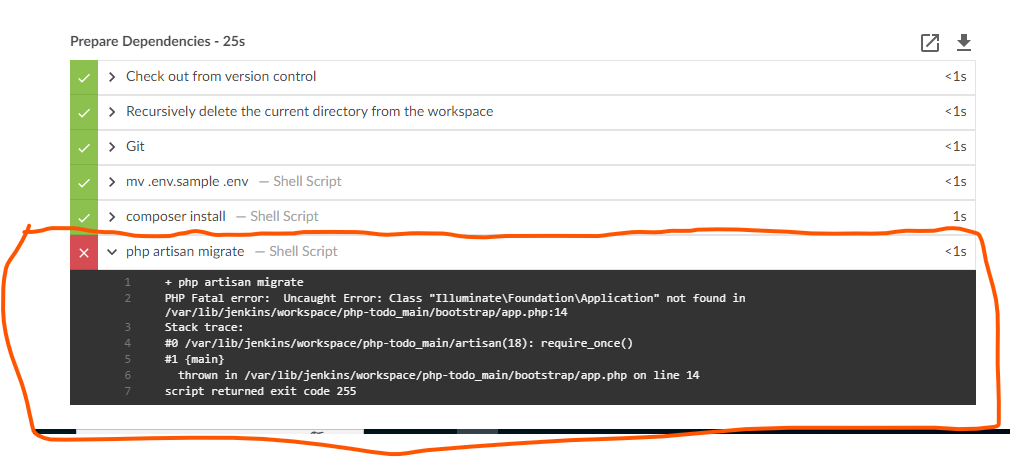 Prepare Dependencies - 25s
Check out from version control <1s
Recursively delete the current directory from the workspace <1s
Git <1s
mv .env.sample .env — Shell Script <1s
composer install — Shell Script 1s
php artisan migrate — Shell Script <1s
1 + php artisan migrate
2 PHP Fatal error:  Uncaught Error: Class "Illuminate\Foundation\Application" not found in
/var/lib/jenkins/workspace/php-todo_main/bootstrap/app.php:14
3 Stack trace:
4 #0 /var/lib/jenkins/workspace/php-todo_main/artisan(18): require_once()
5 #1 {main}
6   thrown in /var/lib/jenkins/workspace/php-todo_main/bootstrap/app.php on line 14
7 script returned exit code 255